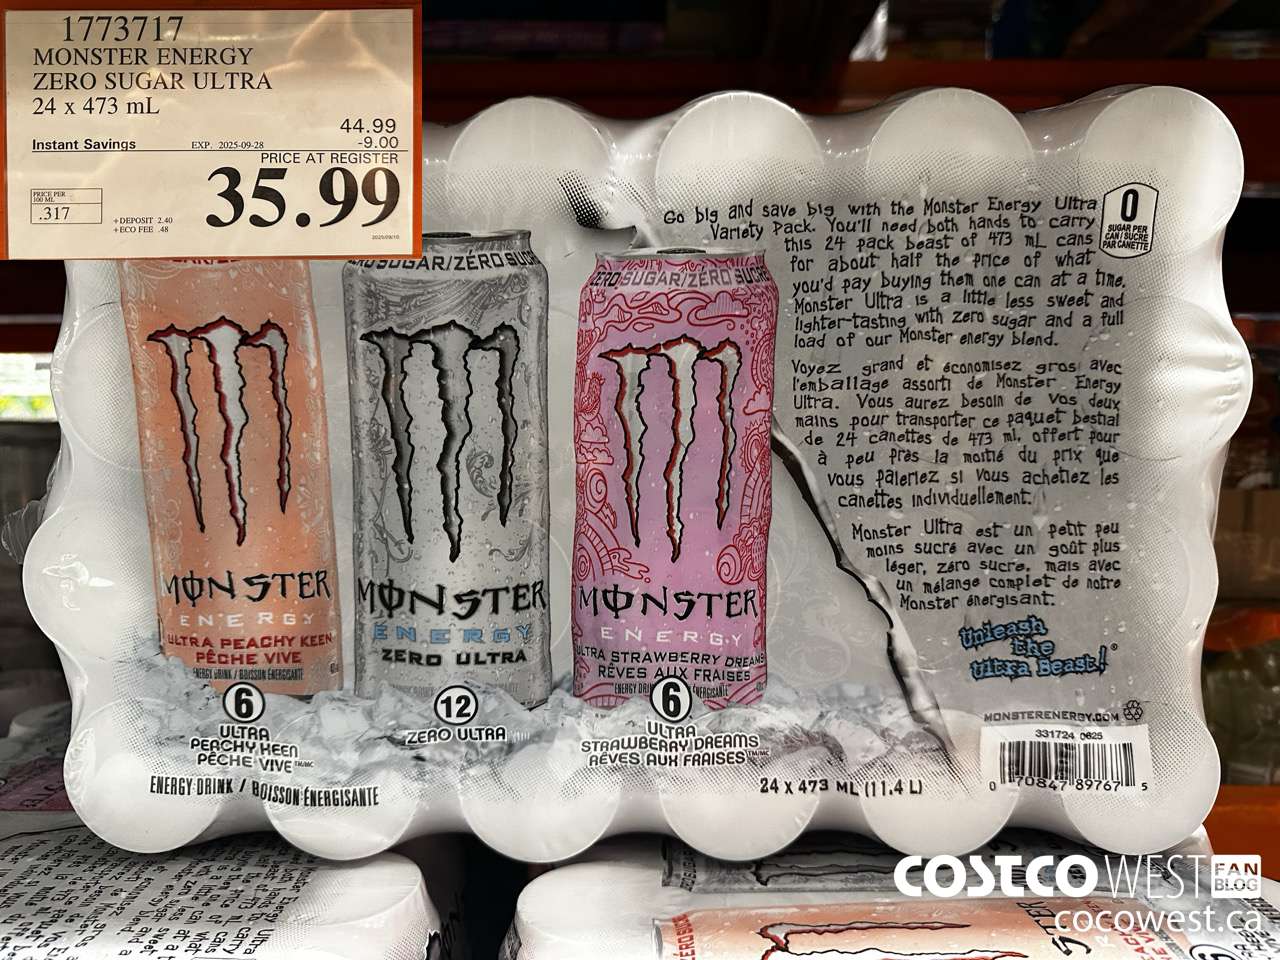 1773717
MONSTER ENERGY
ZERO SUGAR ULTRA
24 x 473 mL
44.99
Instant Savings EXP. 2025-09-28 -9.00
PRICE AT REGISTER
35.99
PRICE PER
100 ML
.317
+DEPOSIT 2.40
+ECO FEE .48
2025/09/10
ZERO SUGAR/ZÉRO SUCRE
MONSTER
ENERGY
ULTRA PEACHY KEEN
PÊCHE VIVE
ENERGY DRINK / BOISSON ÉNERGISANTE
6
ULTRA
PEACHY KEEN
PÊCHE VIVE
ENERGY DRINK / BOISSON ÉNERGISANTE
MONSTER
ENERGY
ZERO ULTRA
12
ZERO ULTRA
ZERO SUGAR/ZÉRO SUCRE
MONSTER
ENERGY
ULTRA STRAWBERRY DREAMS
RÊVES AUX FRAISES
6
ULTRA
STRAWBERRY DREAMS
RÊVES AUX FRAISES
24 x 473 ML (11.4 L)
Go big and save big with the Monster Energy Ultra
Variety Pack. You'll need both hands to carry
this 24 pack beast of 473 mL cans
for about half the price of what
you'd pay buying them one can at a time.
Monster Ultra is a little less sweet and
lighter-tasting with zero sugar and a full
load of our Monster energy blend.
Voyez grand et économisez gros avec
l'emballage assorti de Monster Energy
Ultra. Vous aurez besoin de vos deux
mains pour transporter ce paquet bestial
de 24 canettes de 473 ml, offert pour
à peu près la moitié du prix que
vous paieriez si vous achetiez les
canettes individuellement.
Monster Ultra est un petit peu
moins sucré avec un goût plus
léger, zéro sucre, mais avec
un mélange complet de notre
Monster énergisant.
unleash
the
ultra Beast!®
0
SUGAR PER
CAN/SUCRE
PAR CANETTE
MONSTERENERGY.COM
331724 0625
0 70847 89767 5
COSTCO WEST FAN BLOG
cocowest.ca